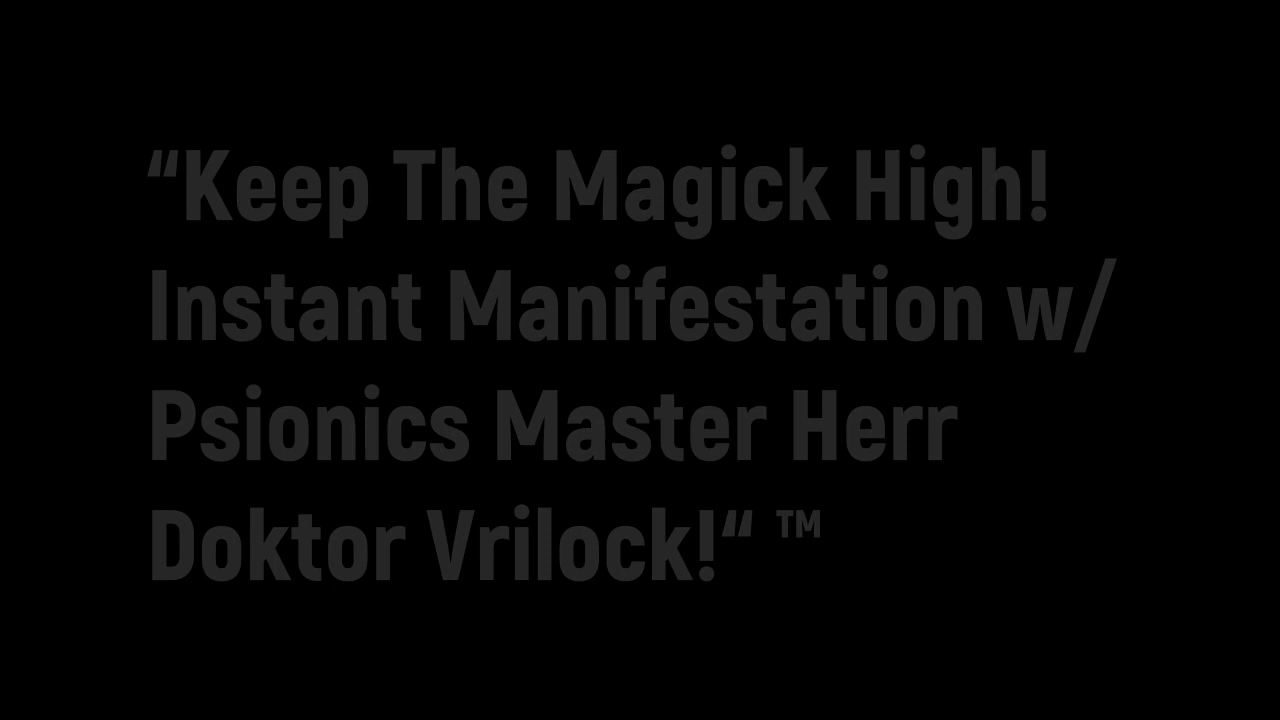 “Keep The Magick High!
Instant Manifestation w/
Psionics Master Herr
Doktor Vrilock!“ ™